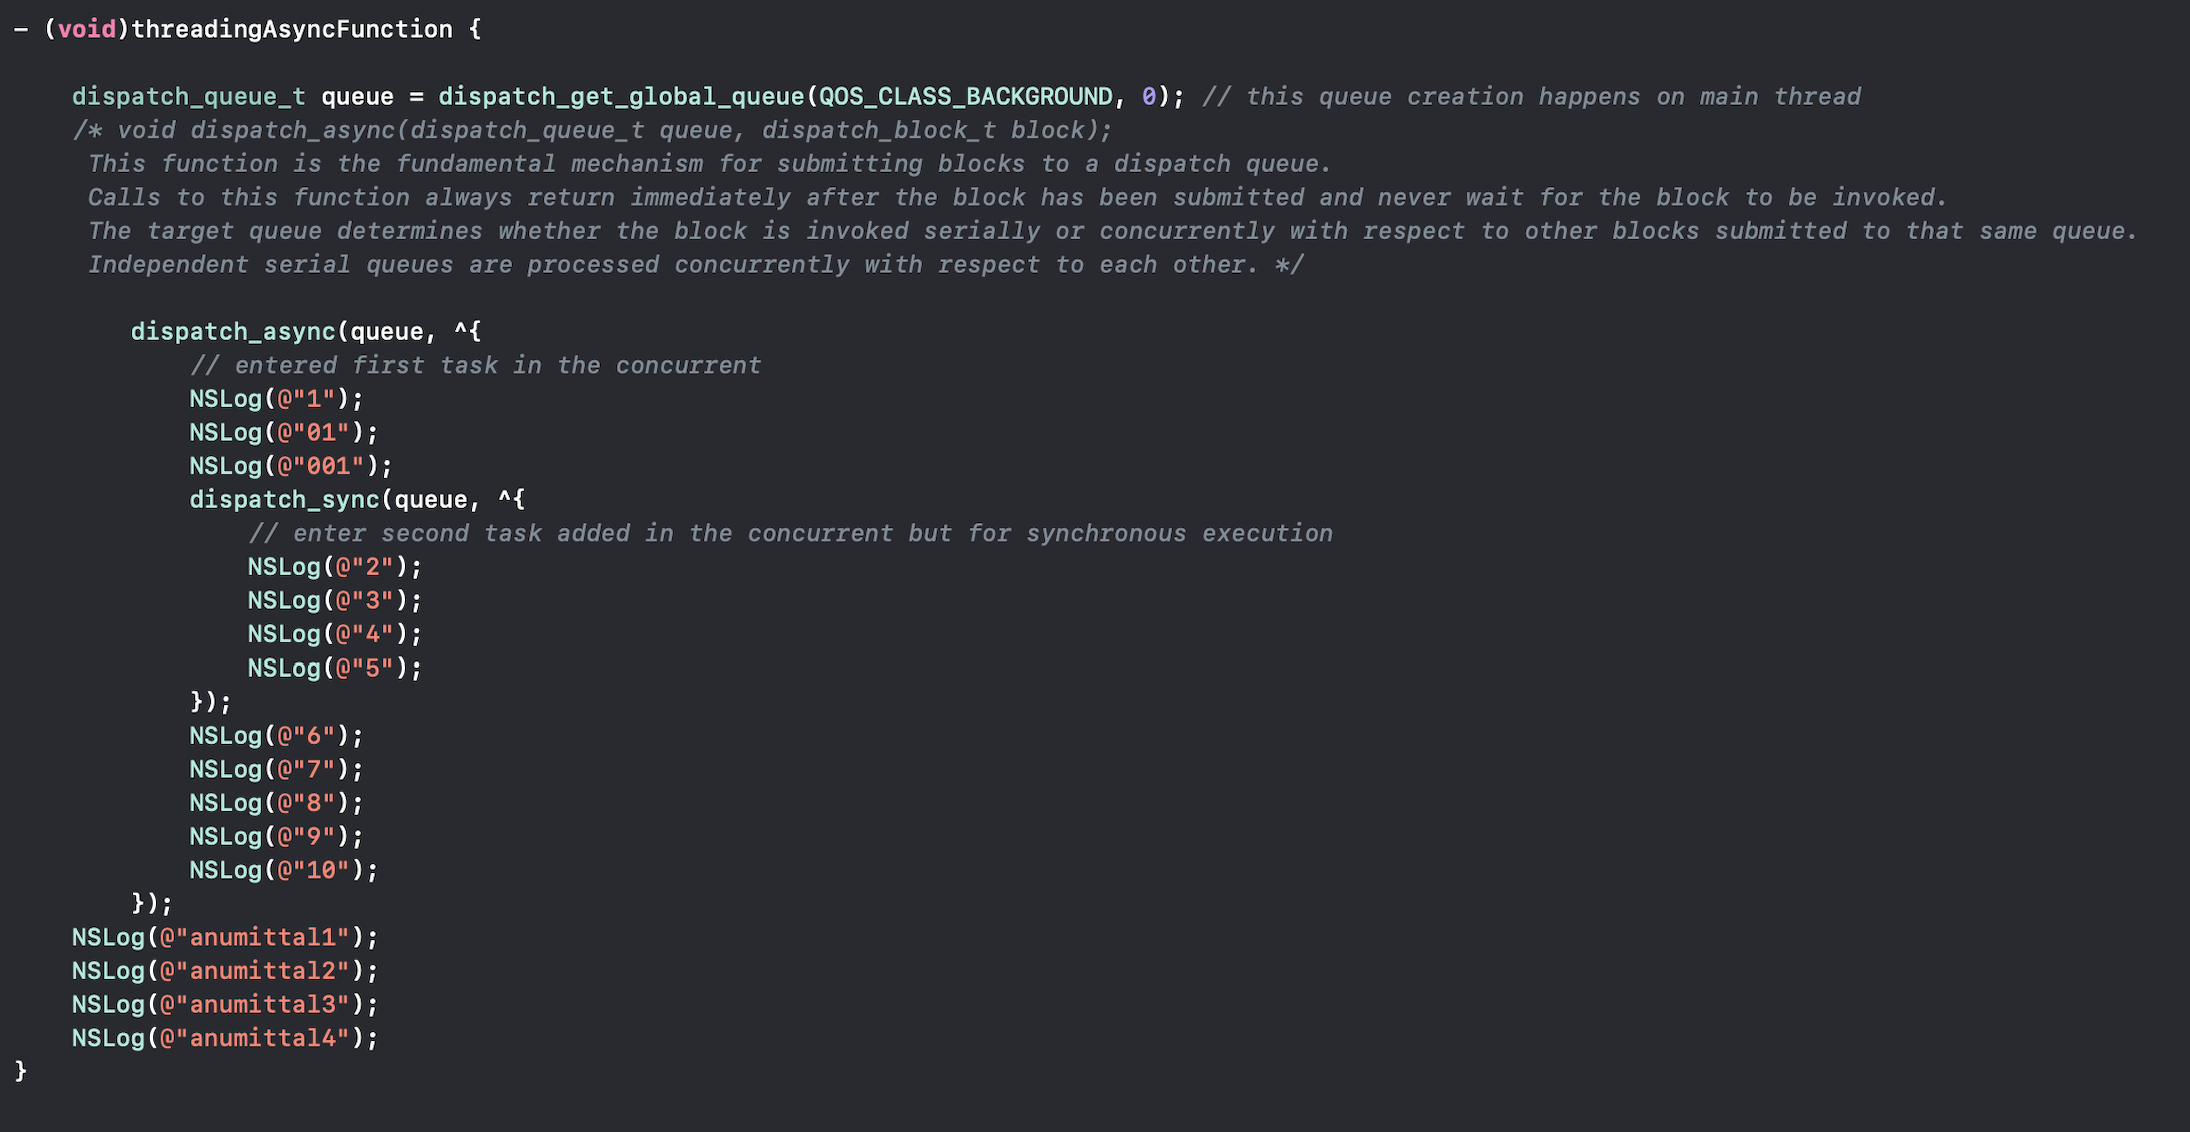 - (void)threadingAsyncFunction {
dispatch_queue_t queue = dispatch_get_global_queue(QOS_CLASS_BACKGROUND, 0); // this queue creation happens on main thread
/* void dispatch_async(dispatch_queue_t queue, dispatch_block_t block);
This function is the fundamental mechanism for submitting blocks to a dispatch queue.
Calls to this function always return immediately after the block has been submitted and never wait for the block to be invoked.
The target queue determines whether the block is invoked serially or concurrently with respect to other blocks submitted to that same queue.
Independent serial queues are processed concurrently with respect to each other. */
dispatch_async(queue, ^{
// entered first task in the concurrent
NSLog(@"1");
NSLog(@"01");
NSLog(@"001");
dispatch_sync(queue, ^{
// enter second task added in the concurrent but for synchronous execution
NSLog(@"2");
NSLog(@"3");
NSLog(@"4");
NSLog(@"5");
});
NSLog(@"6");
NSLog(@"7");
NSLog(@"8");
NSLog(@"9");
NSLog(@"10");
});
NSLog(@"anumittal1");
NSLog(@"anumittal2");
NSLog(@"anumittal3");
NSLog(@"anumittal4");
}